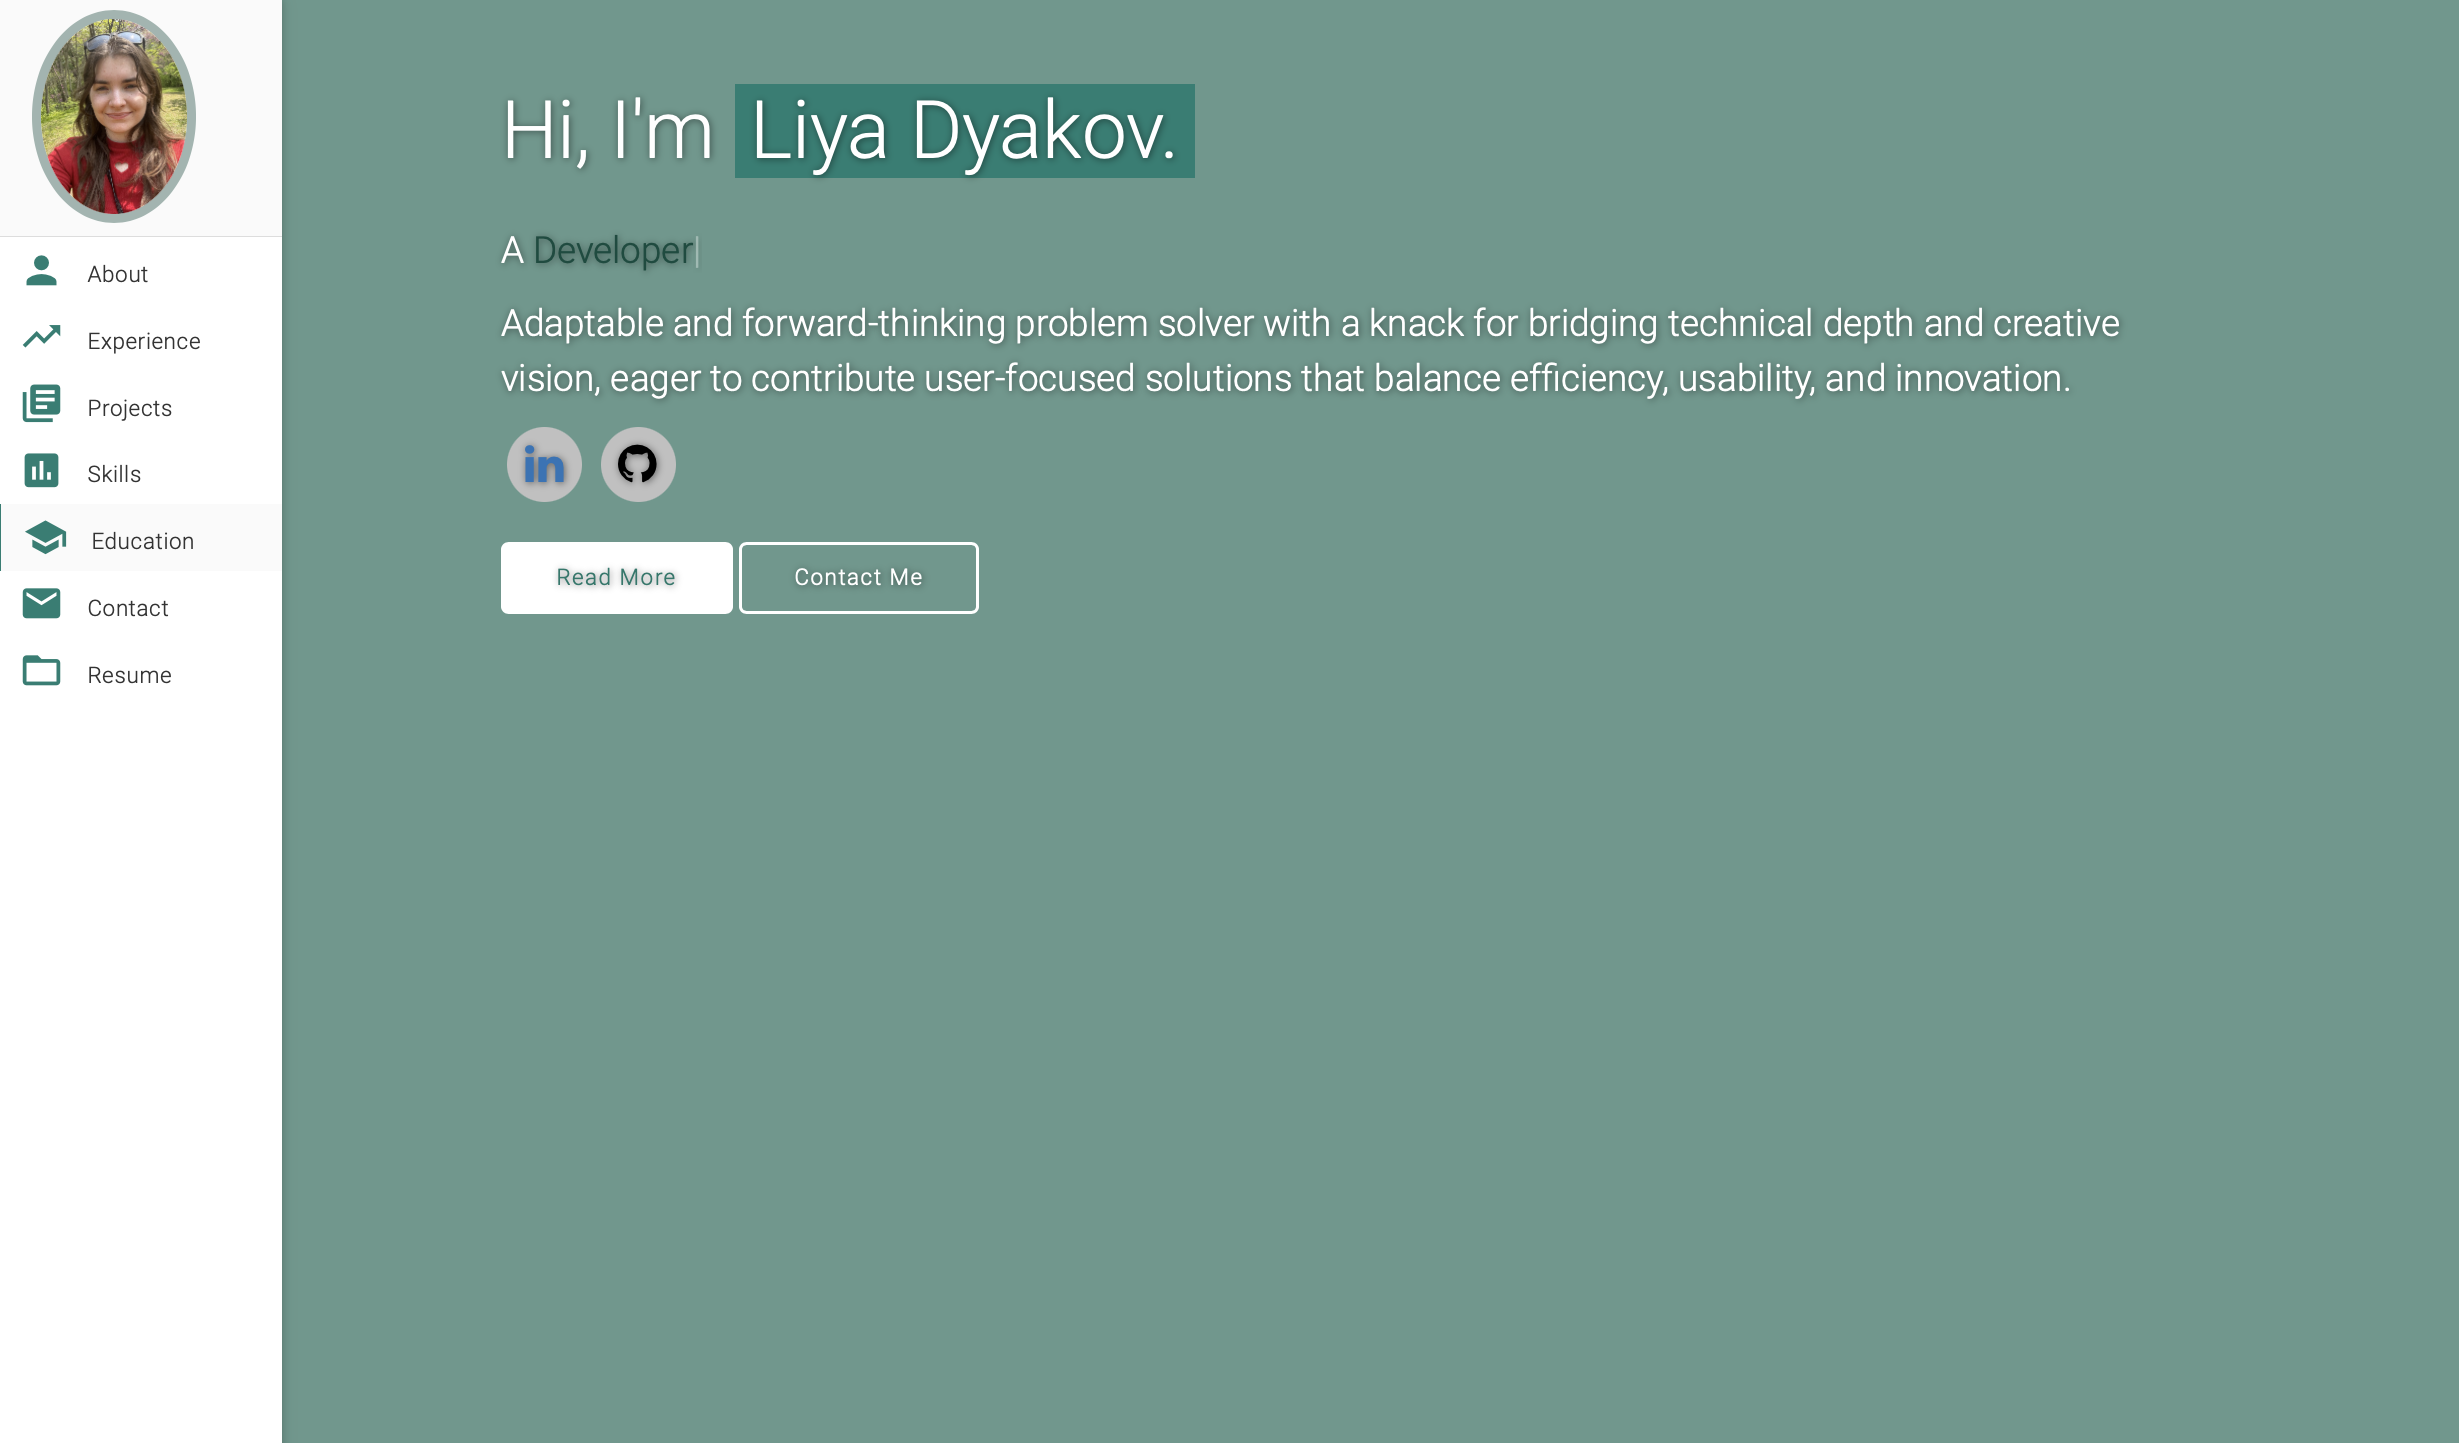 About
Experience
Projects
Skills
Education
Contact
Resume
Hi, I'm Liya Dyakov.
A Developer|
Adaptable and forward-thinking problem solver with a knack for bridging technical depth and creative
vision, eager to contribute user-focused solutions that balance efficiency, usability, and innovation.
in
Read More
Contact Me